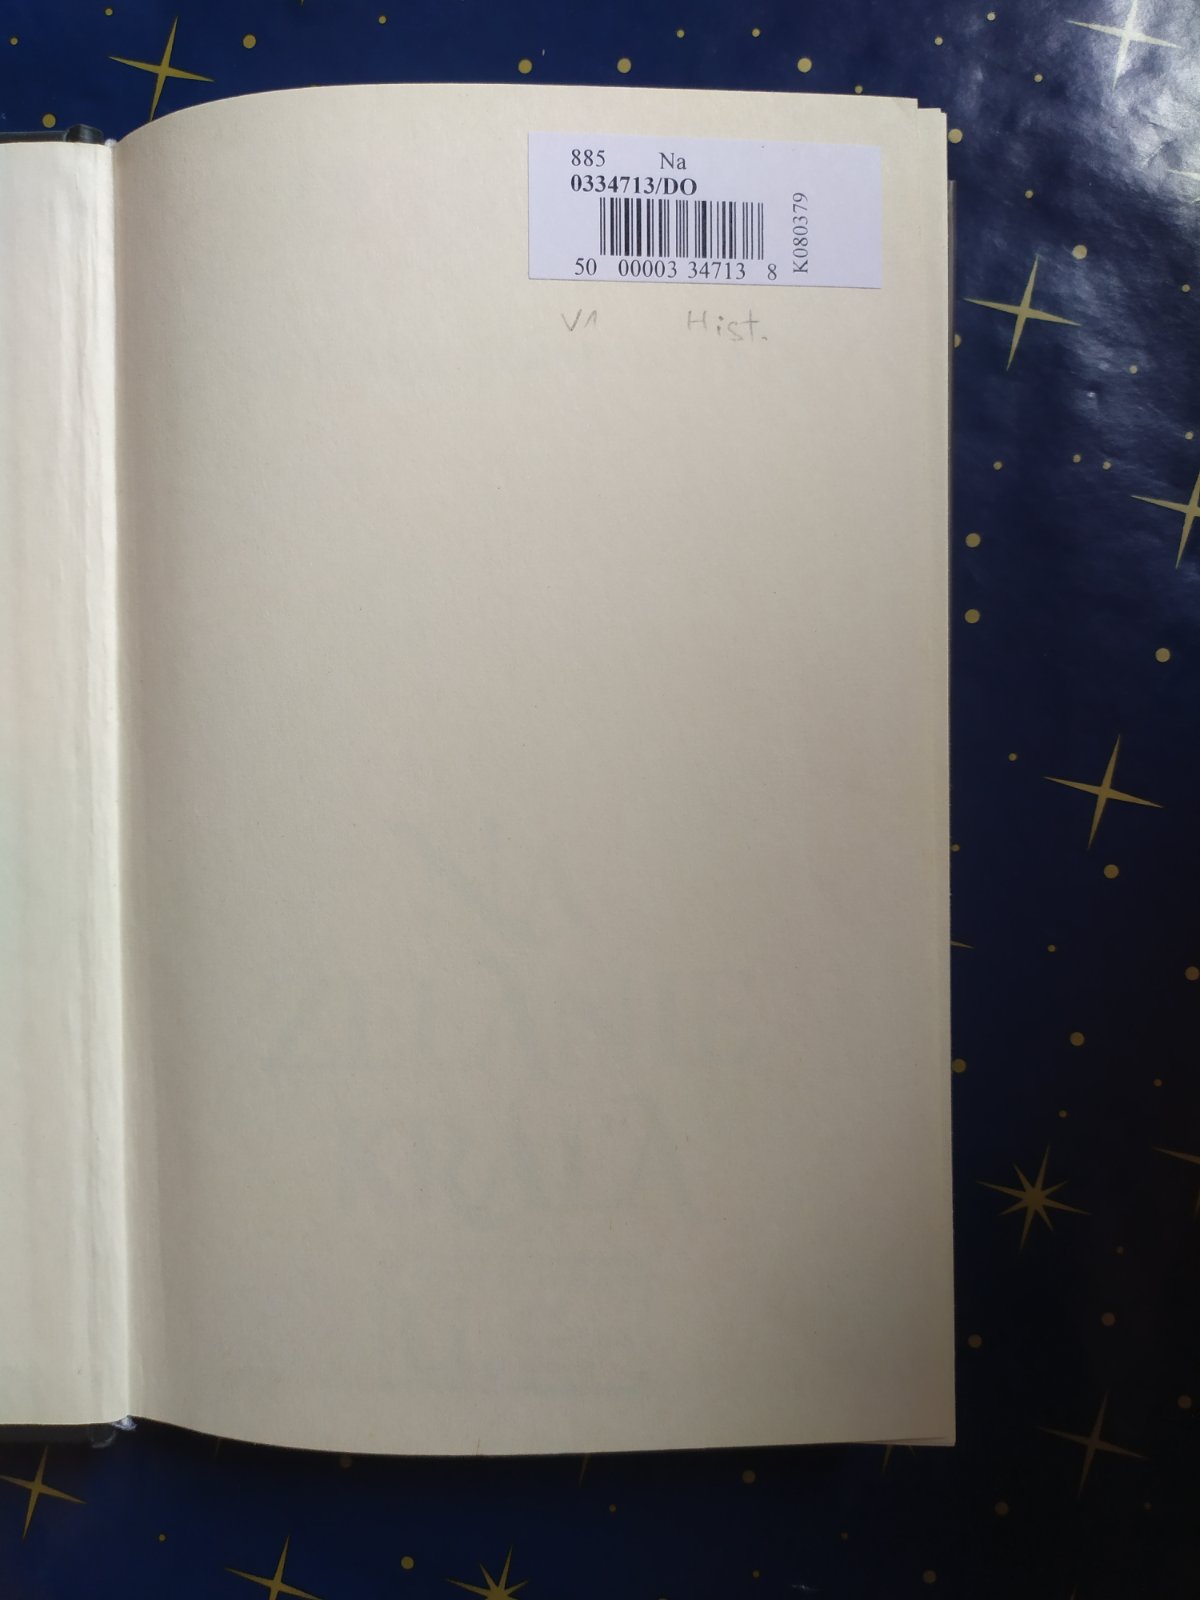 885 Na
0334713/DO
50 00003 34713 8
K080379
V1 Hist.